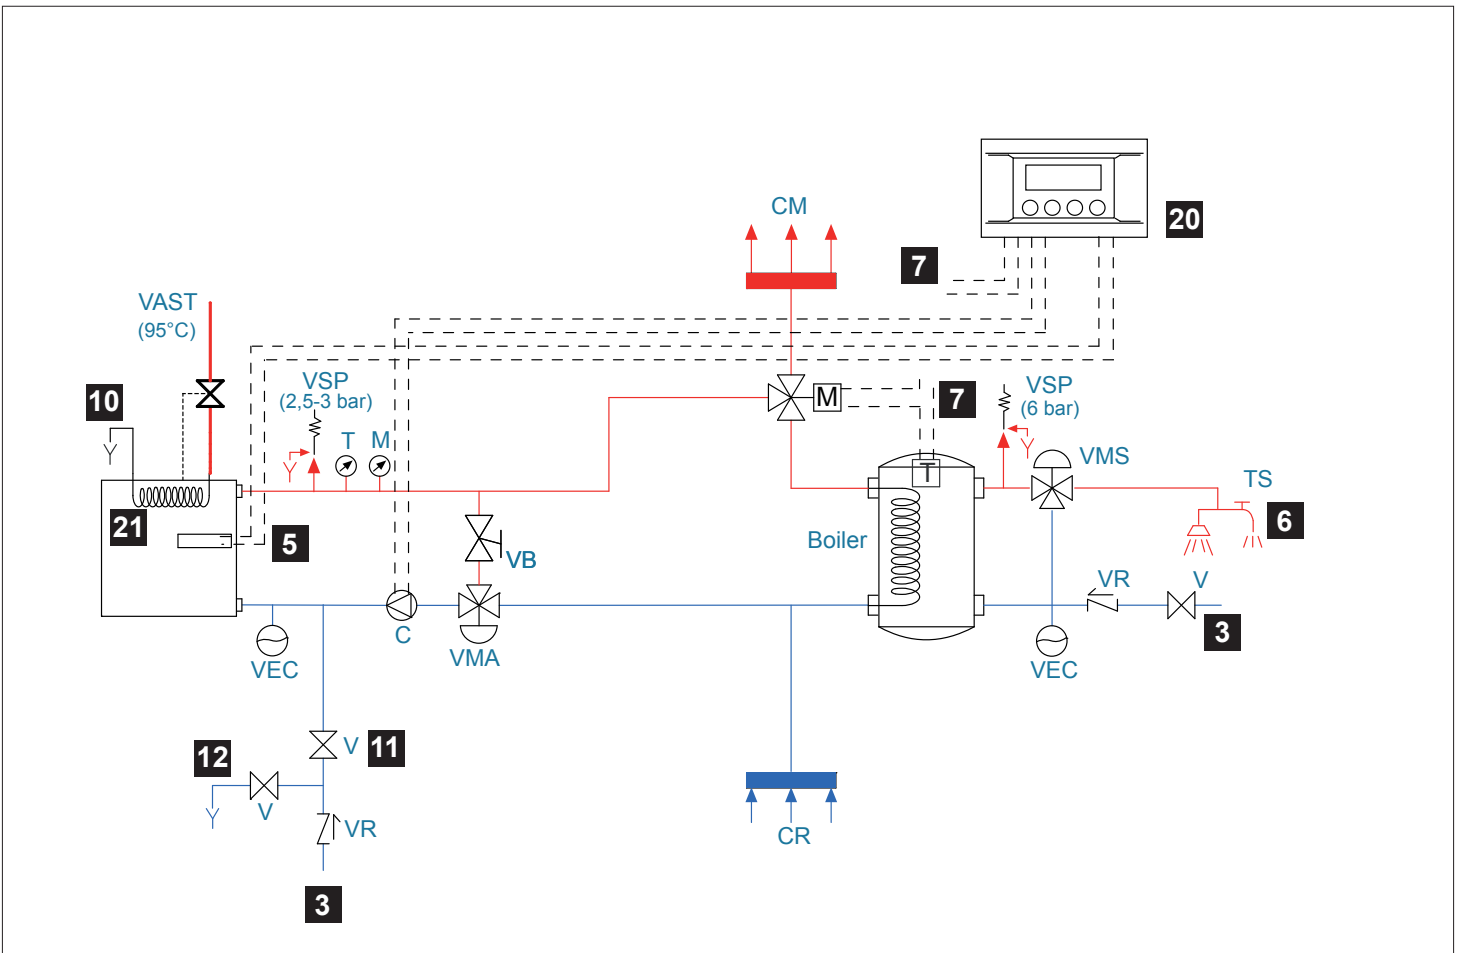 CM
20
7
VAST
(95°C)
10
VSP
(2,5-3 bar)
T
M
M
7
VSP
(6 bar)
VMS
TS
6
T
21
5
VB
Boiler
VR
V
3
C
VMA
VEC
VEC
V
11
12
V
VR
CR
3